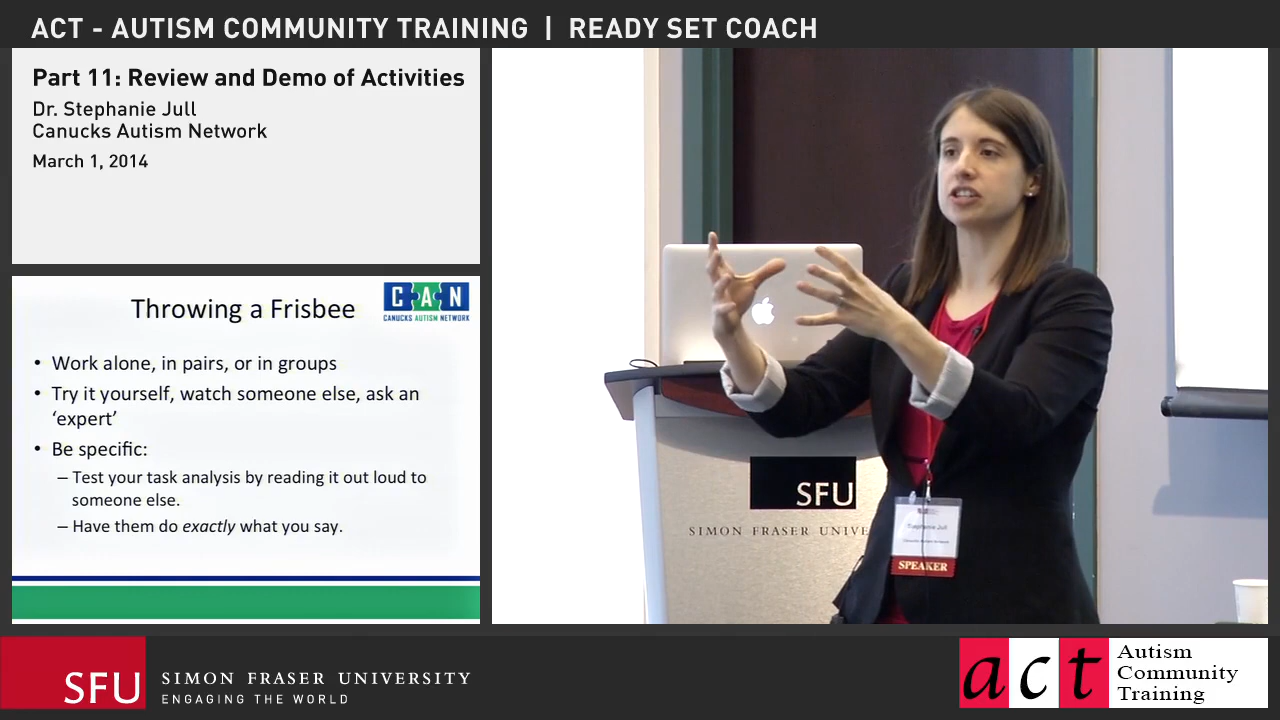 ACT - AUTISM COMMUNITY TRAINING | READY SET COACH
Part 11: Review and Demo of Activities
Dr. Stephanie Jull
Canucks Autism Network
March 1, 2014
Throwing a Frisbee
CAN
CANUCKS AUTISM NETWORK
• Work alone, in pairs, or in groups
• Try it yourself, watch someone else, ask an
'expert'
• Be specific:
– Test your task analysis by reading it out loud to
someone else.
– Have them do exactly what you say.
SFU
SIMON FRASER UNIVE
Stephanie Jull
SPEAKER
SFU
SIMON FRASER UNIVERSITY
ENGAGING THE WORLD
act
Autism
Community
Training